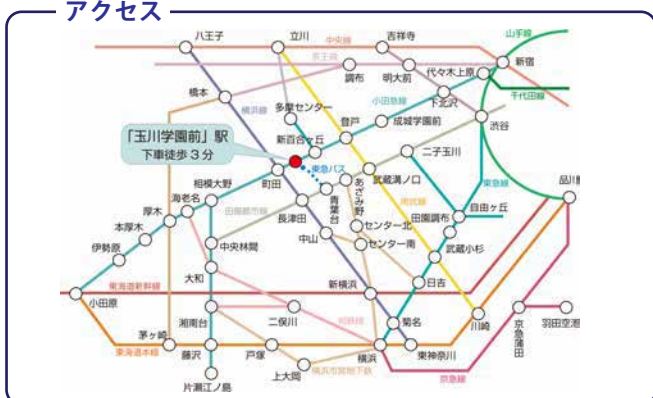 アクセス
八王子
立川
中央線
吉祥寺
山手線
京王線
調布
明大前
代々木上原
新宿
橋本
横浜線
多摩センター
小田急線
下北沢
千代田線
登戸
成城学園前
渋谷
「玉川学園前」駅
下車徒歩３分
新百合ヶ丘
二子玉川
東急バス
品川
相模大野
町田
あざみ野
武蔵溝ノ口
東急線
海老名
田園都市線
青葉台
南武線
自由ヶ丘
厚木
長津田
田園調布
本厚木
中央林間
中山
センター北
武蔵小杉
伊勢原
センター南
大和
日吉
東海道新幹線
新横浜
小田原
湘南台
二俣川
相鉄線
菊名
川崎
京急蒲田
羽田空港
茅ヶ崎
東海道本線
藤沢
戸塚
横浜
東神奈川
上大岡
横浜市営地下鉄
京急線
片瀬江ノ島